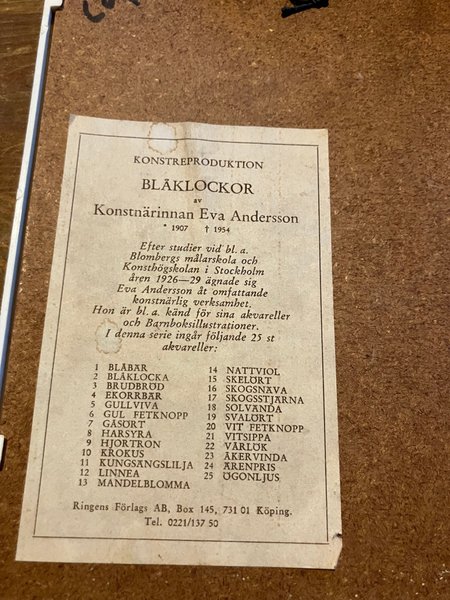 KONSTREPRODUKTION
BLÅKLOCKOR
av
Konstnärinnan Eva Andersson
* 1907 † 1954
Efter studier vid bl. a.
Blombergs målarskola och
Konsthögskolan i Stockholm
åren 1926—29 ägnade sig
Eva Andersson åt omfattande
konstnärlig verksamhet.
Hon är bl. a. känd för sina akvareller
och Barnboksillustrationer.
I denna serie ingår följande 25 st
akvareller:
1 BLÅBÄR
2 BLÅKLOCKA
3 BRUDBRÖD
4 EKORRBÄR
5 GULLVIVA
6 GUL FETKNOPP
7 GÅSÖRT
8 HARSYRA
9 HJORTRON
10 KROKUS
11 KUNGSÄNGSLILJA
12 LINNEA
13 MANDELBLOMMA
14 NATTVIOL
15 SKELÖRT
16 SKOGSNÄVA
17 SKOGSSTJÄRNA
18 SOLVÄNDA
19 SVALÖRT
20 VIT FETKNOPP
21 VITSIPPA
22 VÅRLÖK
23 ÅKERVINDA
24 ÄRENPRIS
25 ÖGONLJUS
Ringens Förlags AB, Box 145, 731 01 Köping.
Tel. 0221/137 50